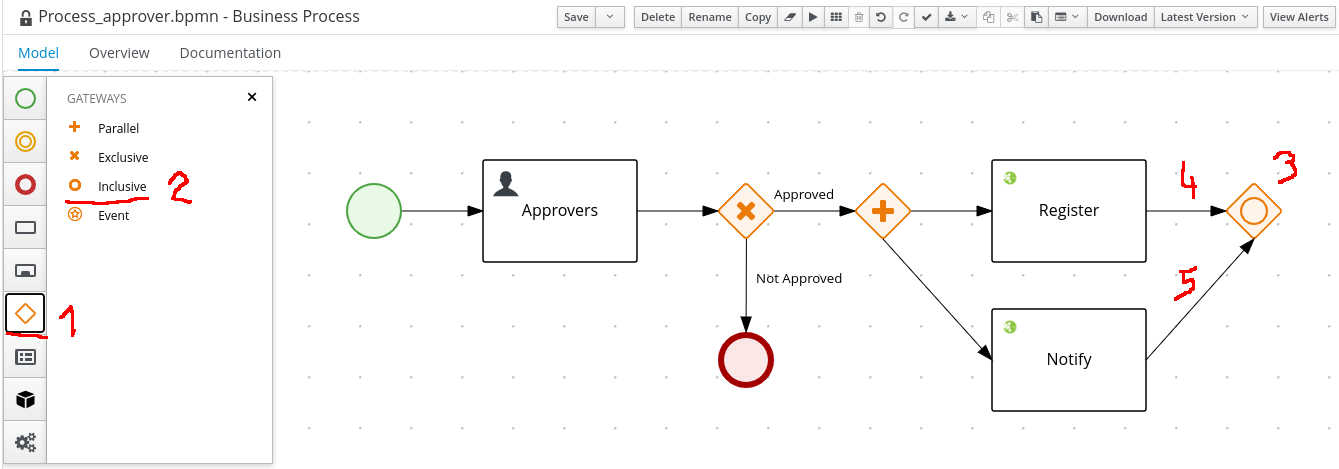 Process_approver.bpmn - Business Process
Save Delete Rename Copy Download Latest Version View Alerts
Model Overview Documentation
GATEWAYS
Parallel
Exclusive
Inclusive 2
Event
1
Approvers
Approved
Not Approved
Register
4
3
5
Notify